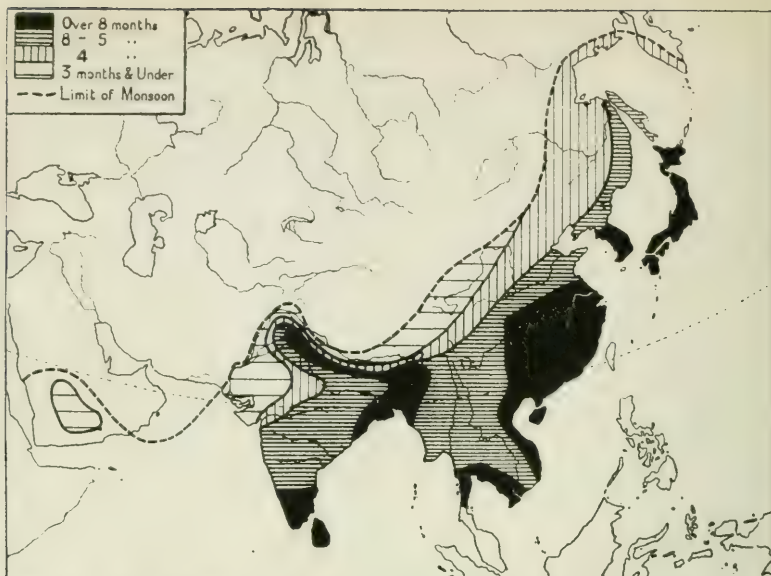 Over 8 months
8 - 5 "
4 "
3 months & Under
Limit of Monsoon